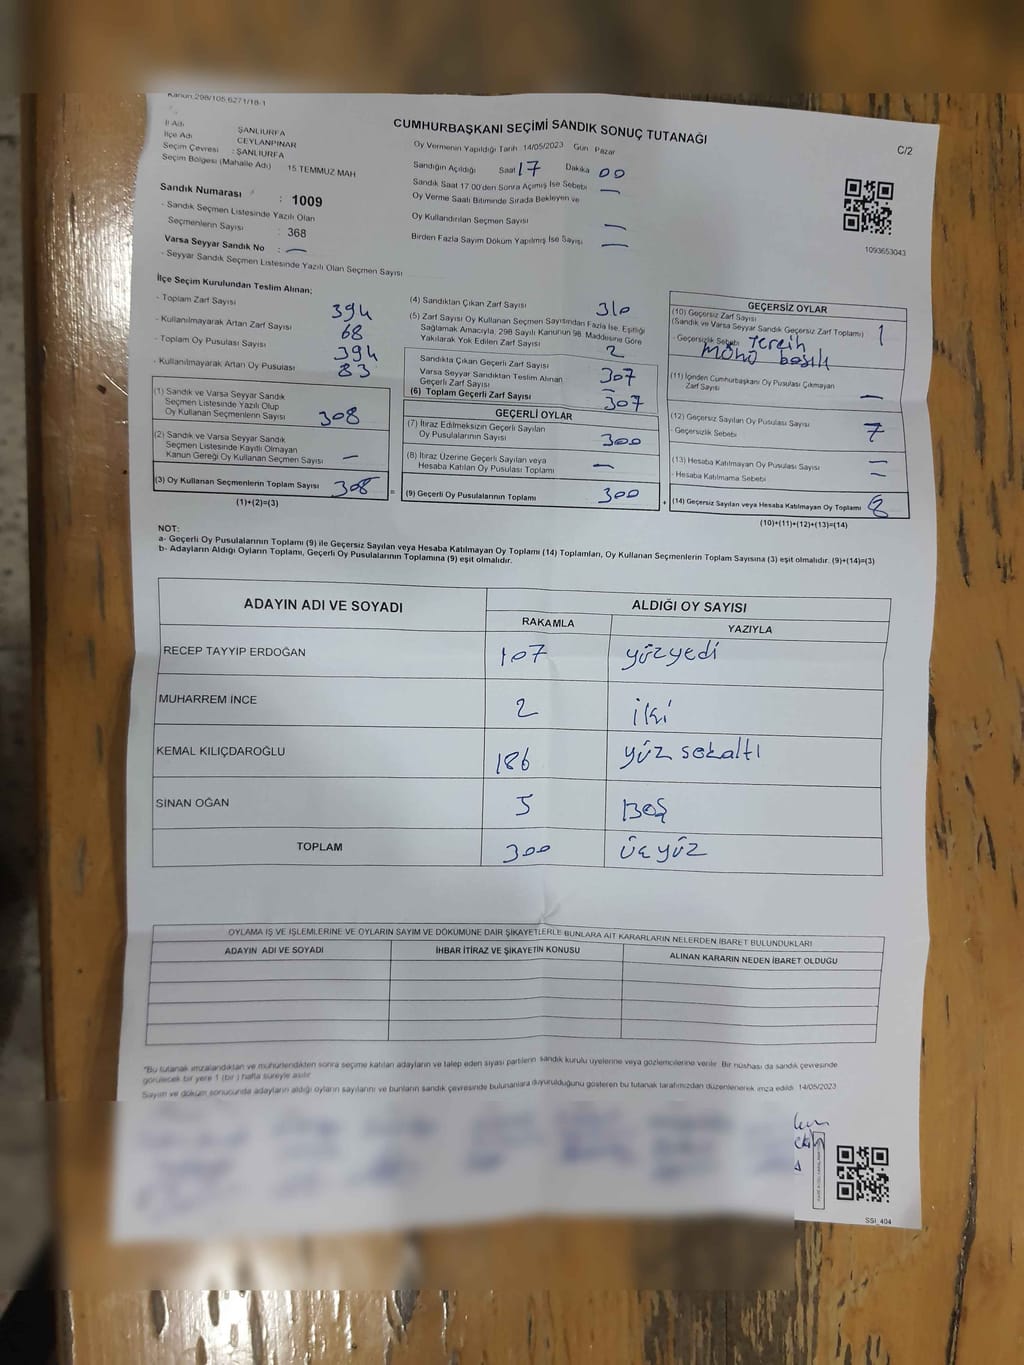 Kanun:298/105,6271/18-1
CUMHURBAŞKANI SEÇİMİ SANDIK SONUÇ TUTANAĞI
C/2
İl Adı ŞANLIURFA
İlçe Adı CEYLANPINAR
Seçim Çevresi : ŞANLIURFA
Seçim Bölgesi (Mahalle Adı) 15 TEMMUZ MAH
Sandık Numarası : 1009
- Sandık Seçmen Listesinde Yazılı Olan
Seçmenlerin Sayısı : 368
Varsa Seyyar Sandık No : —
- Seyyar Sandık Seçmen Listesinde Yazılı Olan Seçmen Sayısı
Oy Vermenin Yapıldığı Tarih 14/05/2023 Gün Pazar
Sandığın Açıldığı Saat 17 Dakika 00
Sandık Saat 17:00'den Sonra Açılmış İse Sebebi —
Oy Verme Saati Bitiminde Sırada Bekleyen ve
Oy Kullandırılan Seçmen Sayısı —
Birden Fazla Sayım Döküm Yapılmış İse Sayısı —
1093653043
İlçe Seçim Kurulundan Teslim Alınan;
- Toplam Zarf Sayısı 394
- Kullanılmayarak Artan Zarf Sayısı 68
- Toplam Oy Pusulası Sayısı 394
- Kullanılmayarak Artan Oy Pusulası 83
(1) Sandık ve Varsa Seyyar Sandık
Seçmen Listesinde Yazılı Olup
Oy Kullanan Seçmenlerin Sayısı 308
(2) Sandık ve Varsa Seyyar Sandık
Seçmen Listesinde Kayıtlı Olmayan
Kanun Gereği Oy Kullanan Seçmen Sayısı —
(3) Oy Kullanan Seçmenlerin Toplam Sayısı 308 =
(1)+(2)=(3)
(4) Sandıktan Çıkan Zarf Sayısı 310
(5) Zarf Sayısı Oy Kullanan Seçmen Sayısından Fazla İse, Eşitliği
Sağlamak Amacıyla, 298 Sayılı Kanunun 98. Maddesine Göre
Yakılarak Yok Edilen Zarf Sayısı 2
Sandıkta Çıkan Geçerli Zarf Sayısı 307
Varsa Seyyar Sandıktan Teslim Alınan
Geçerli Zarf Sayısı —
(6) Toplam Geçerli Zarf Sayısı 307
GEÇERLİ OYLAR
(7) İtiraz Edilmeksizin Geçerli Sayılan
Oy Pusulalarının Sayısı 300
(8) İtiraz Üzerine Geçerli Sayılan veya
Hesaba Katılan Oy Pusulası Toplamı —
(9) Geçerli Oy Pusulalarının Toplamı 300 +
GEÇERSİZ OYLAR
(10) Geçersiz Zarf Sayısı
(Sandık ve Varsa Seyyar Sandık Geçersiz Zarf Toplamı) 1
- Geçersizlik Sebebi Tercih
Mühü basılı
(11) İçinden Cumhurbaşkanı Oy Pusulası Çıkmayan
Zarf Sayısı —
(12) Geçersiz Sayılan Oy Pusulası Sayısı 7
- Geçersizlik Sebebi
(13) Hesaba Katılmayan Oy Pusulası Sayısı —
- Hesaba Katılmama Sebebi —
(14) Geçersiz Sayılan veya Hesaba Katılmayan Oy Toplamı 8
(10)+(11)+(12)+(13)=(14)
NOT:
a- Geçerli Oy Pusulalarının Toplamı (9) ile Geçersiz Sayılan veya Hesaba Katılmayan Oy Toplamı (14) Toplamları, Oy Kullanan Seçmenlerin Toplam Sayısına (3) eşit olmalıdır. (9)+(14)=(3)
b- Adayların Aldığı Oyların Toplamı, Geçerli Oy Pusulalarının Toplamına (9) eşit olmalıdır.
ADAYIN ADI VE SOYADI ALDIĞI OY SAYISI
RAKAMLA YAZIYLA
RECEP TAYYİP ERDOĞAN 107 yüzyedi
MUHARREM İNCE 2 iki
KEMAL KILIÇDAROĞLU 186 yüz sekaltı
SİNAN OĞAN 5 Beş
TOPLAM 300 üçyüz
OYLAMA İŞ VE İŞLEMLERİNE VE OYLARIN SAYIM VE DÖKÜMÜNE DAİR ŞİKAYETLERLE BUNLARA AİT KARARLARIN NELERDEN İBARET BULUNDUKLARI
ADAYIN ADI VE SOYADI İHBAR İTİRAZ VE ŞİKAYETİN KONUSU ALINAN KARARIN NEDEN İBARET OLDUĞU
*Bu tutanak imzalandıktan ve mühürlendikten sonra seçime katılan adayların ve talep eden siyasi partilerin sandık kurulu üyelerine veya gözlemcilerine verilir. Bir nüshası da sandık çevresinde
görülecek bir yere 1 (bir) hafta süreyle asılır.
Sayım ve döküm sonucunda adayların aldığı oyların sayılarını ve bunların sandık çevresinde bulunanlara duyurulduğunu gösteren bu tutanak tarafımızdan düzenlenerek imza edildi. 14/05/2023
SSI_404